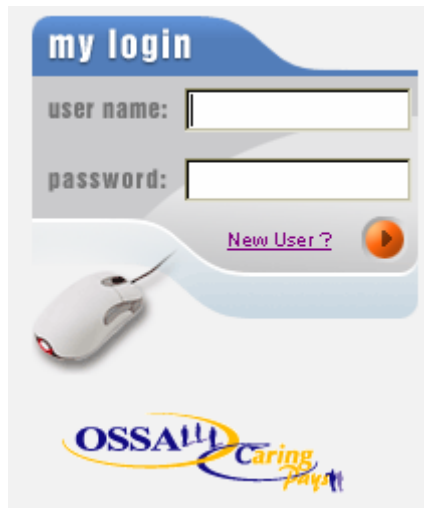 my login
user name:
password:
New User ?
OSSA
Caring
Pays